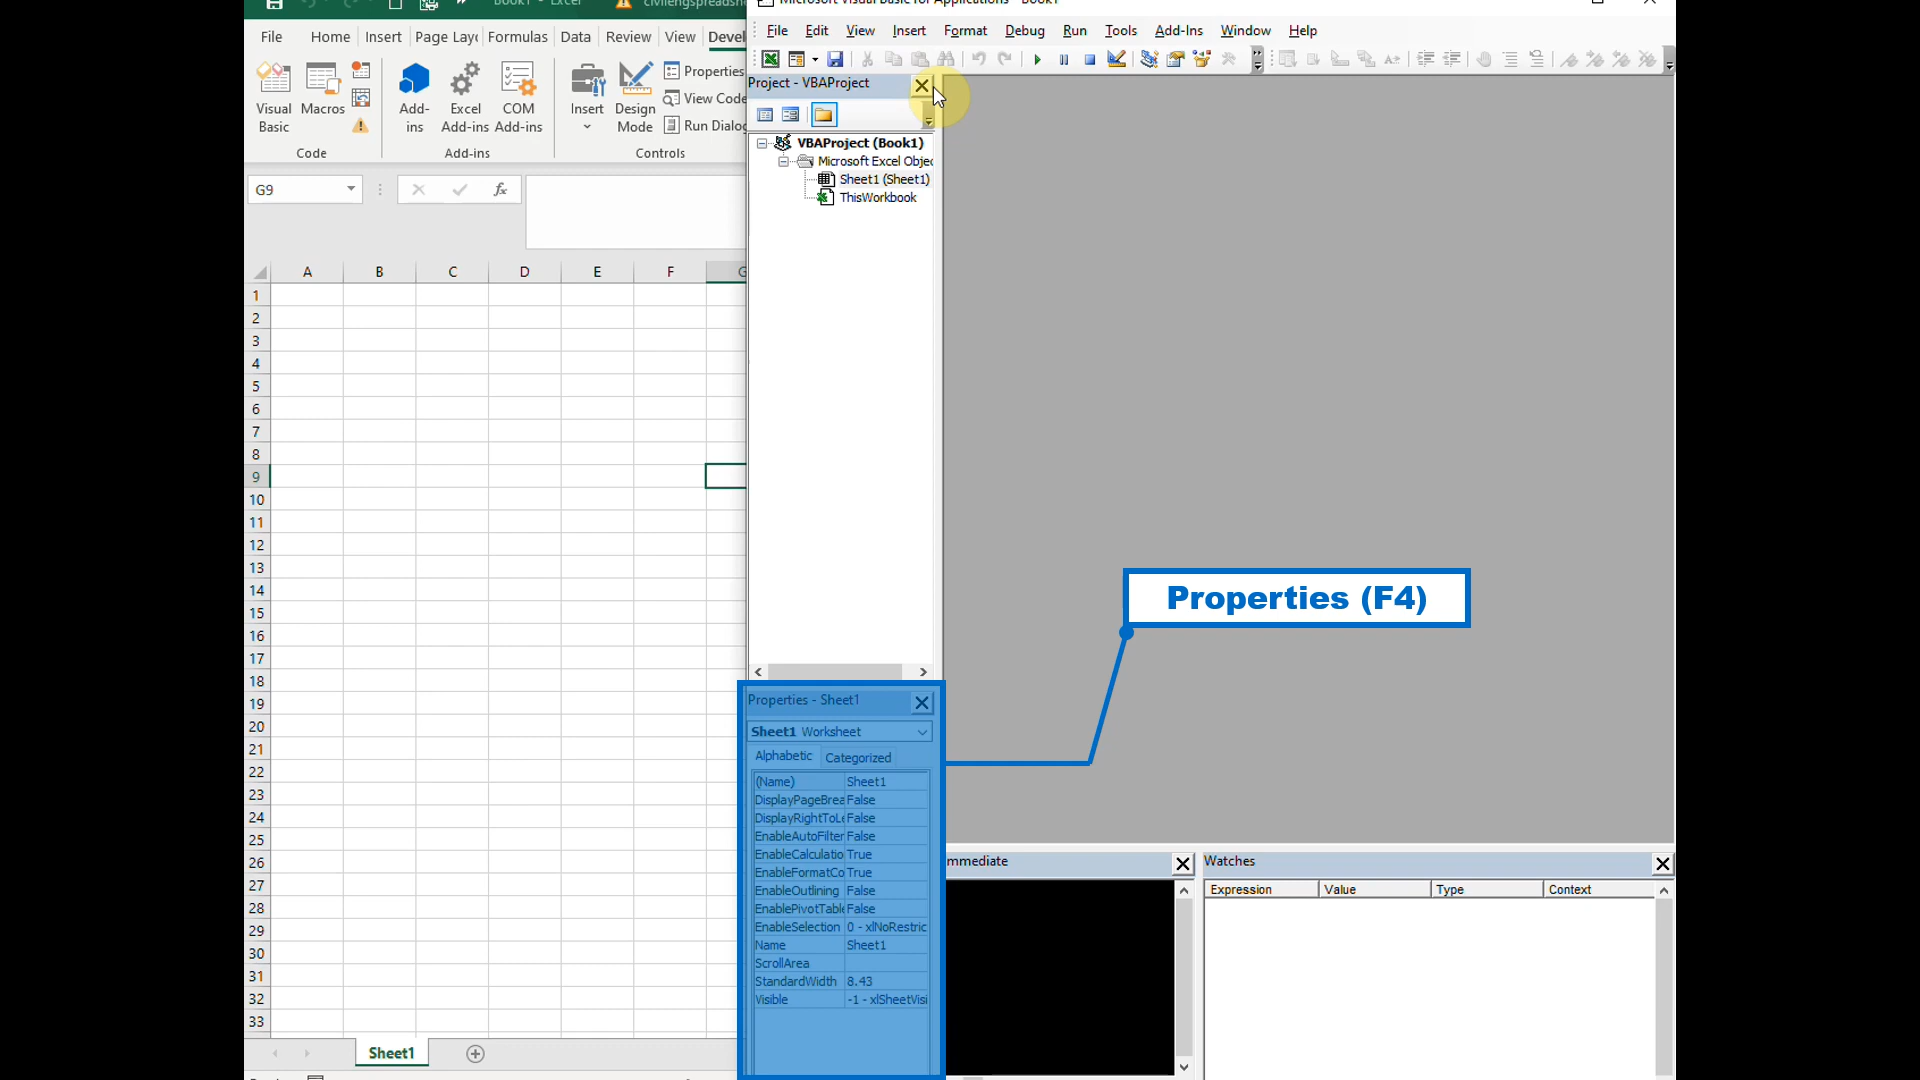 Book1 - Excel
civilengspreadsh
File Home Insert Page Lay Formulas Data Review View Devel
Visual Basic
Macros
Add-ins
Excel Add-ins
COM Add-ins
Insert
Design Mode
Properties
View Code
Run Dialog
Code
Add-ins
Controls
G9
fx
A B C D E F G
1
2
3
4
5
6
7
8
9
10
11
12
13
14
15
16
17
18
19
20
21
22
23
24
25
26
27
28
29
30
31
32
33
Sheet1
Microsoft Visual Basic for Applications - Book1
File Edit View Insert Format Debug Run Tools Add-Ins Window Help
Project - VBAProject
VBAProject (Book1)
Microsoft Excel Objec
Sheet1 (Sheet1)
ThisWorkbook
Properties (F4)
Properties - Sheet1
Sheet1 Worksheet
Alphabetic Categorized
(Name) Sheet1
DisplayPageBrea False
DisplayRightToLe False
EnableAutoFilter False
EnableCalculatio True
EnableFormatCo True
EnableOutlining False
EnablePivotTable False
EnableSelection 0 - xlNoRestric
Name Sheet1
ScrollArea
StandardWidth 8.43
Visible -1 - xlSheetVisi
mmediate
Watches
Expression Value Type Context